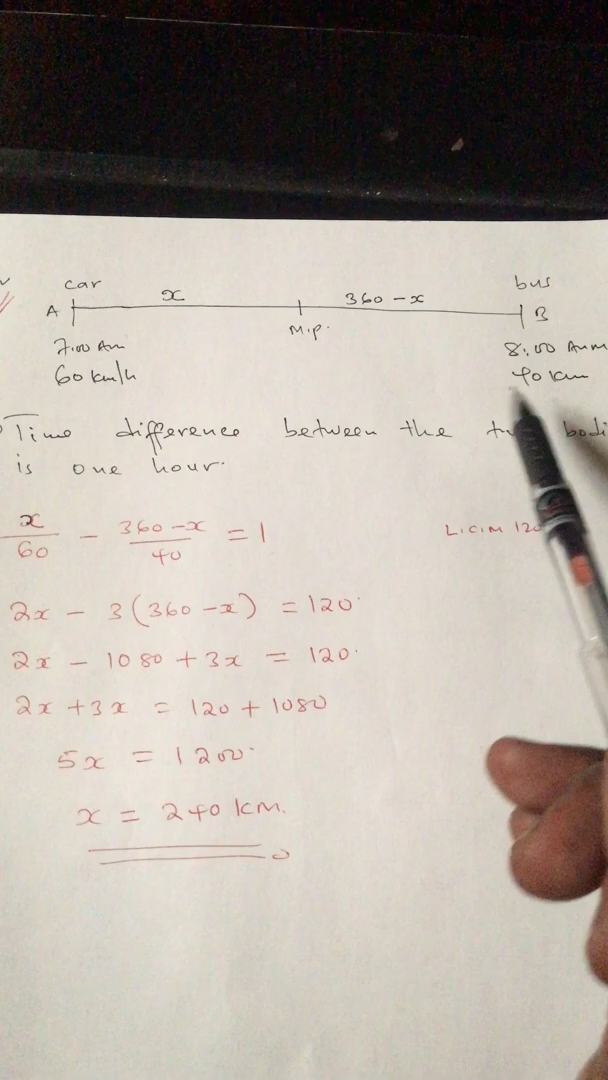 car bus
x 360-x
A M.p. B
7:00 Am 8:00 Am
60 km/h 40 km
Time difference between the
is one hour.
x/60 - 360-x/40 = 1 L.C.M
2x - 3(360-x) = 120
2x - 1080 + 3x = 120.
2x + 3x = 120 + 1080
5x = 1200.
x = 240 km.